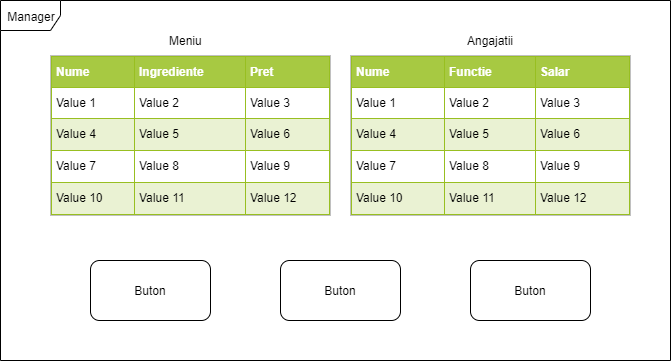 Manager
Meniu
Nume Ingrediente Pret
Value 1 Value 2 Value 3
Value 4 Value 5 Value 6
Value 7 Value 8 Value 9
Value 10 Value 11 Value 12
Angajatii
Nume Functie Salar
Value 1 Value 2 Value 3
Value 4 Value 5 Value 6
Value 7 Value 8 Value 9
Value 10 Value 11 Value 12
Buton
Buton
Buton